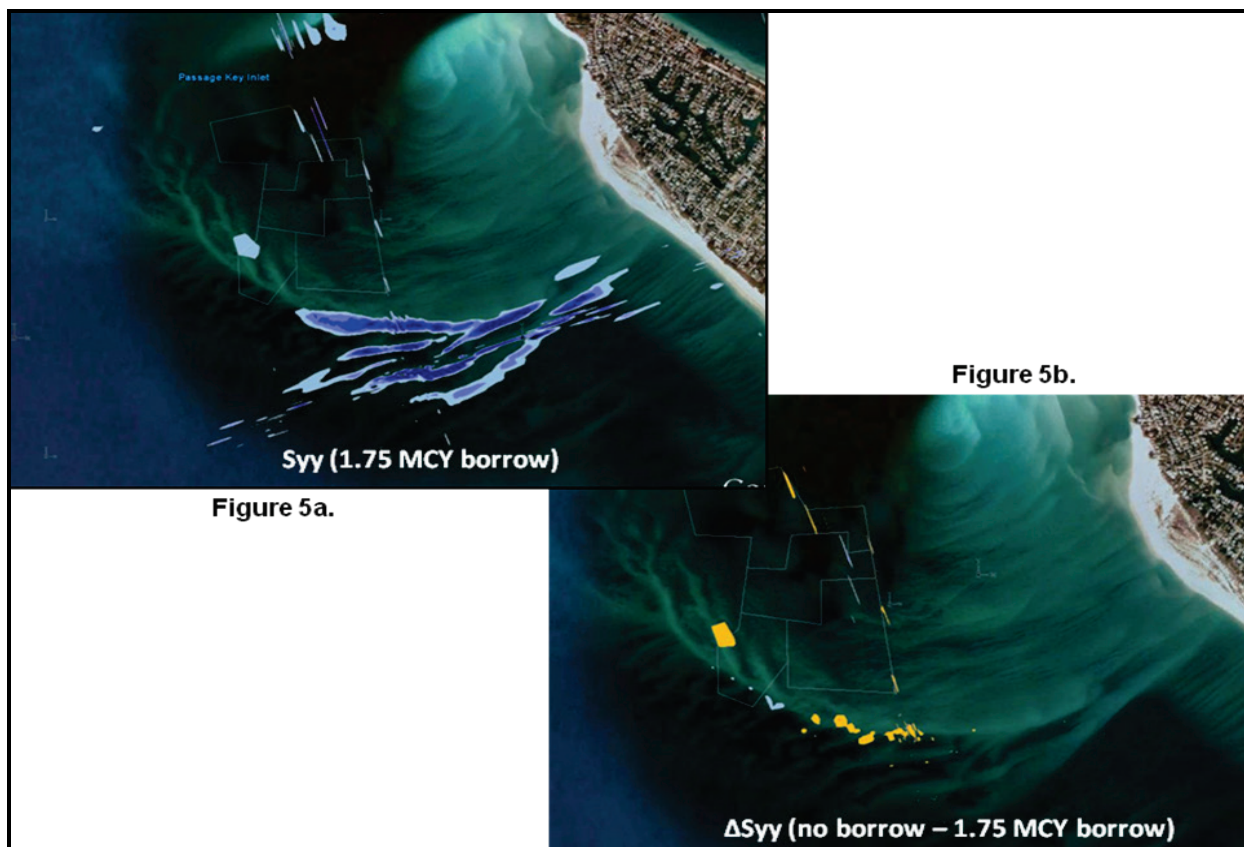 Passage Key Inlet
Syy (1.75 MCY borrow)
Figure 5a.
Figure 5b.
ΔSyy (no borrow – 1.75 MCY borrow)